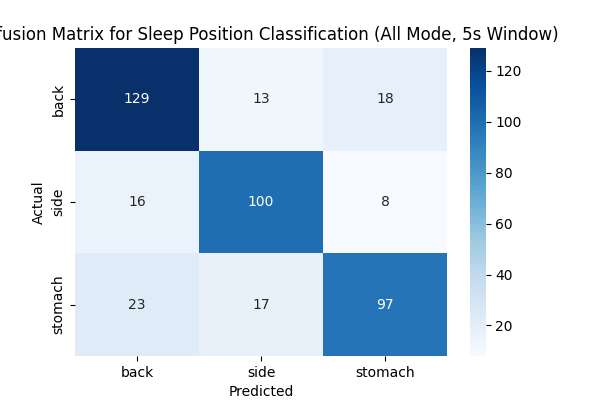 fusion Matrix for Sleep Position Classification (All Mode, 5s Window)
back 129 13 18
side 16 100 8
stomach 23 17 97
Actual
back side stomach
Predicted
120
100
80
60
40
20